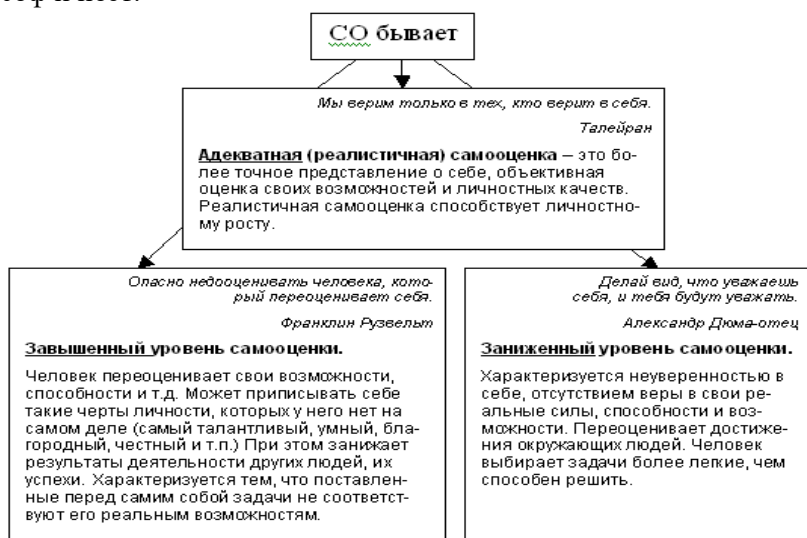 СО бывает
Мы верим только в тех, кто верит в себя.
Талейран
Адекватная (реалистичная) самооценка – это бо-
лее точное представление о себе, объективная
оценка своих возможностей и личностных качеств.
Реалистичная самооценка способствует личностно-
му росту.
Опасно недооценивать человека, кото-
рый переоценивает себя.
Франклин Рузвельт
Завышенный уровень самооценки.
Человек переоценивает свои возможности,
способности и т.д. Может приписывать себе
такие черты личности, которых у него нет на
самом деле (самый талантливый, умный, бла-
городный, честный и т.п.) При этом занижает
результаты деятельности других людей, их
успехи. Характеризуется тем, что поставлен-
ные перед самим собой задачи не соответст-
вуют его реальным возможностям.
Делай вид, что уважаешь
себя, и тебя будут уважать.
Александр Дюма-отец
Заниженный уровень самооценки.
Характеризуется неуверенностью в
себе, отсутствием веры в свои ре-
альные силы, способности и воз-
можности. Переоценивает достиже-
ния окружающих людей. Человек
выбирает задачи более легкие, чем
способен решить.